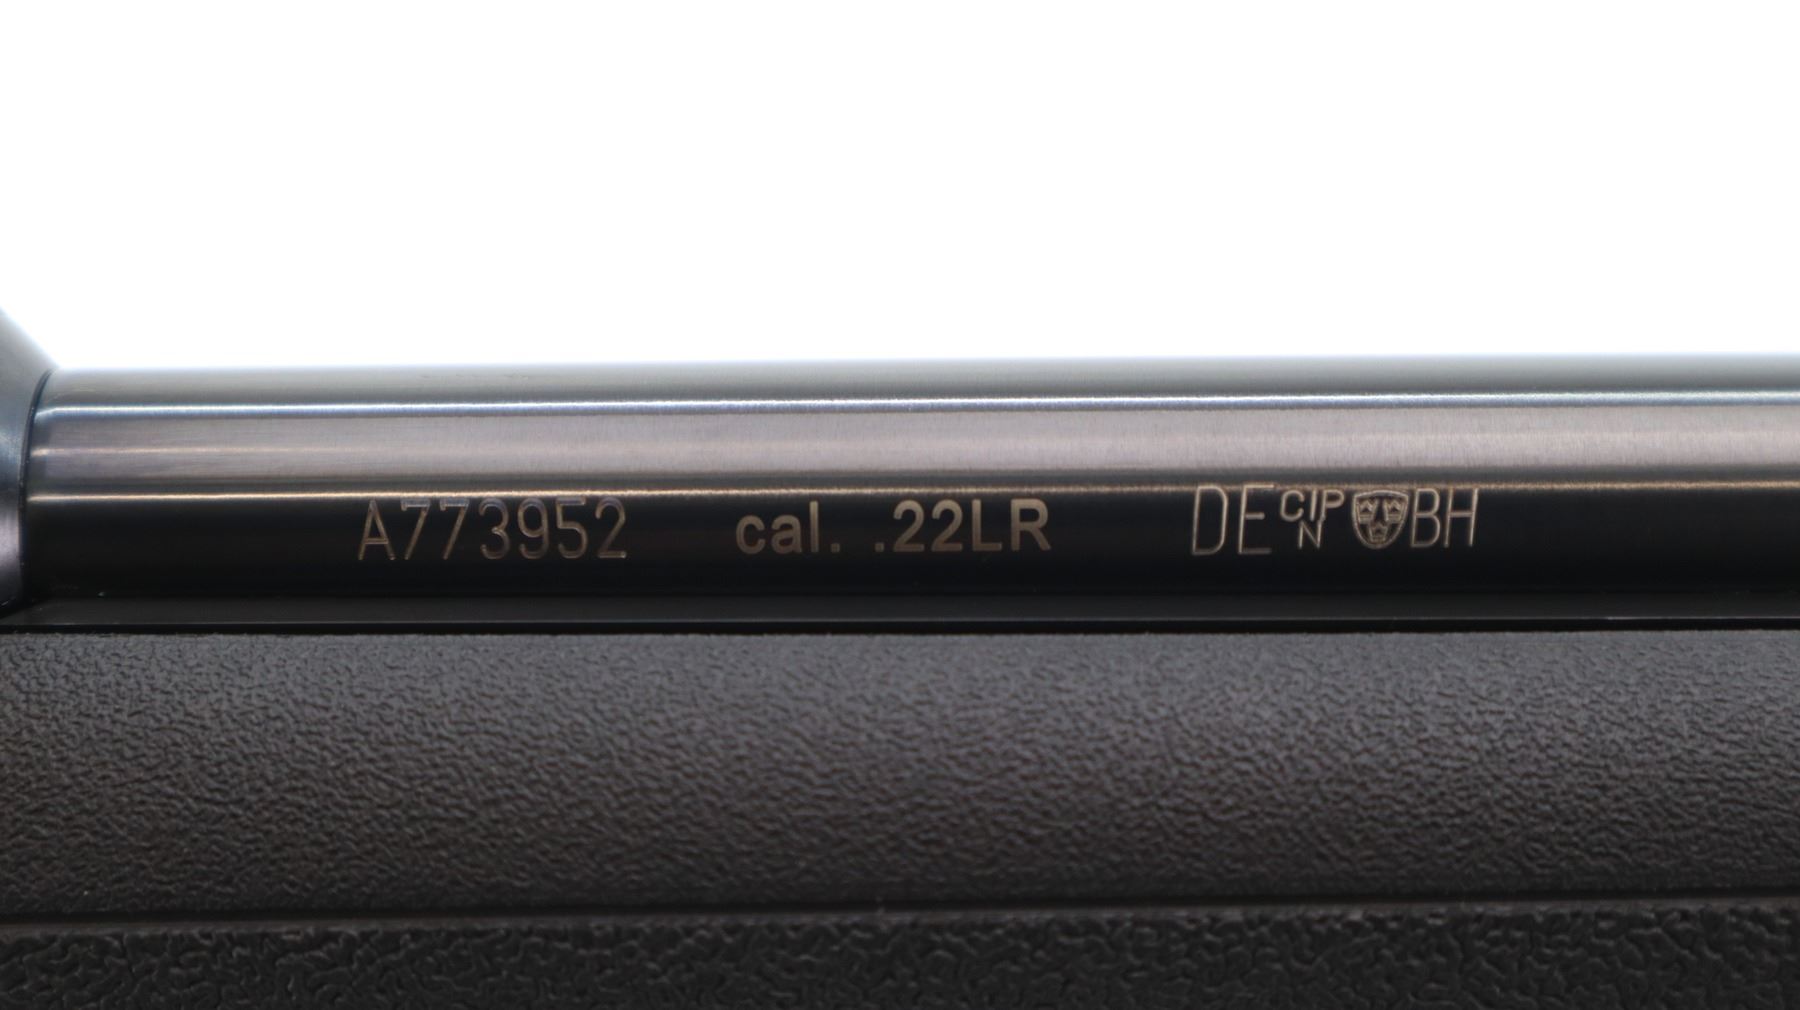 A773952 cal. .22LR DE CIP N BH